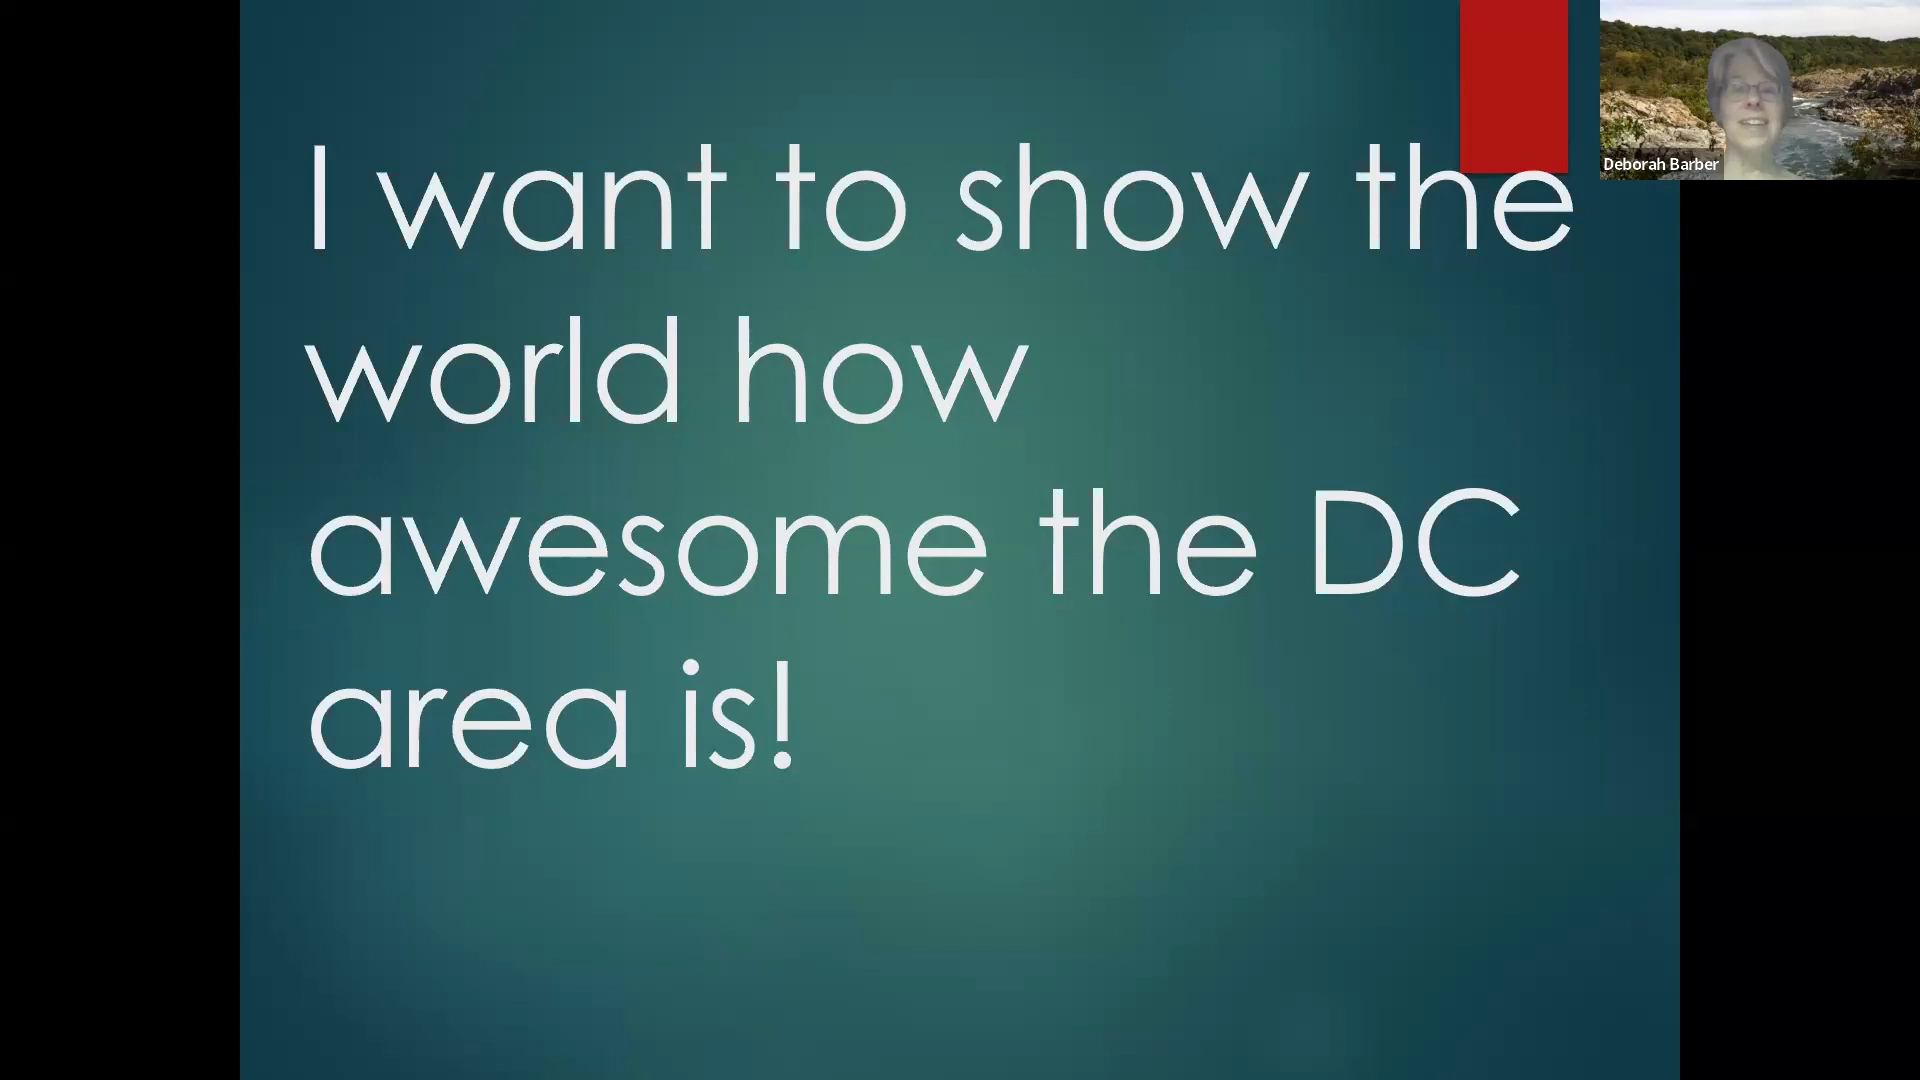 I want to show the
world how
awesome the DC
area is!
Deborah Barber